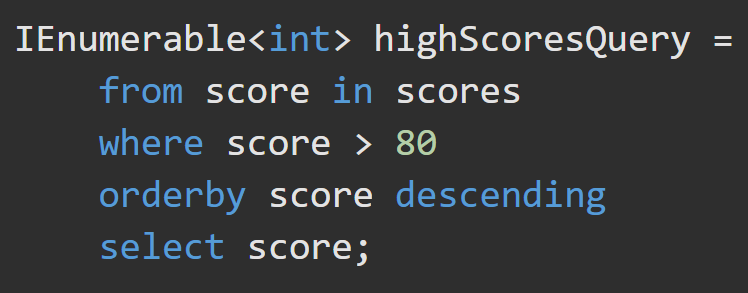 IEnumerable<int> highScoresQuery =
from score in scores
where score > 80
orderby score descending
select score;